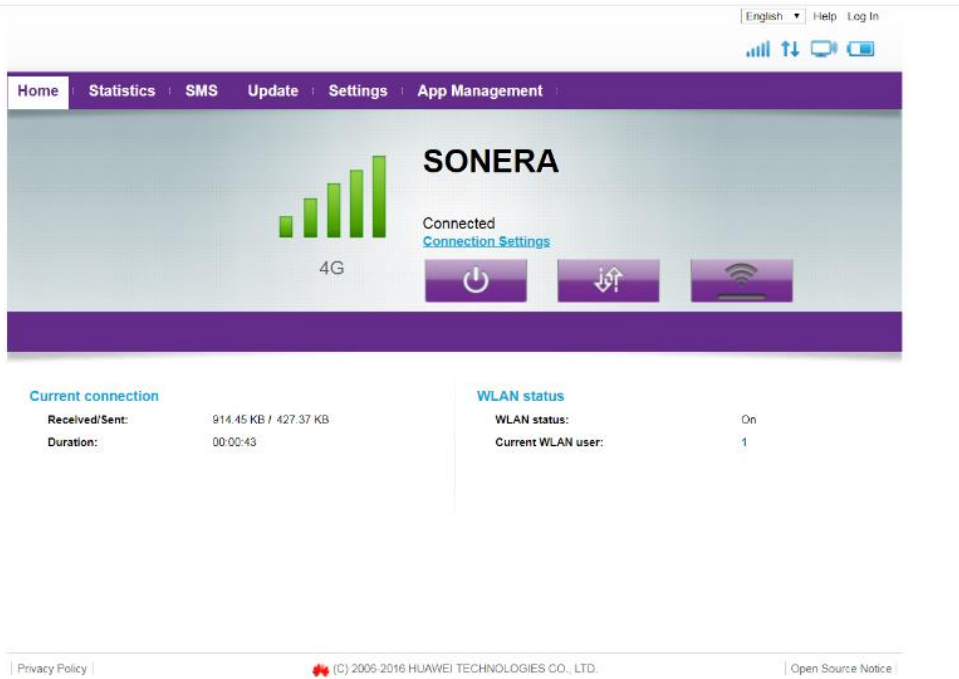 English Help Log In
Home Statistics SMS Update Settings App Management
SONERA
Connected
Connection Settings
4G
Current connection
Received/Sent: 914.45 KB / 427.37 KB
Duration: 00:00:43
WLAN status
WLAN status: On
Current WLAN user: 1
Privacy Policy (C) 2006-2016 HUAWEI TECHNOLOGIES CO., LTD. Open Source Notice